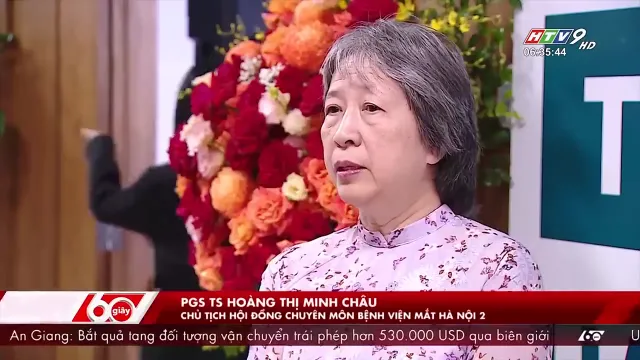 HTV9 HD
06:35:44
T
60 giây
PGS TS HOÀNG THỊ MINH CHÂU
CHỦ TỊCH HỘI ĐỒNG CHUYÊN MÔN BỆNH VIỆN MẮT HÀ NỘI 2
An Giang: Bắt quả tang đối tượng vận chuyển trái phép hơn 530.000 USD qua biên giới
60